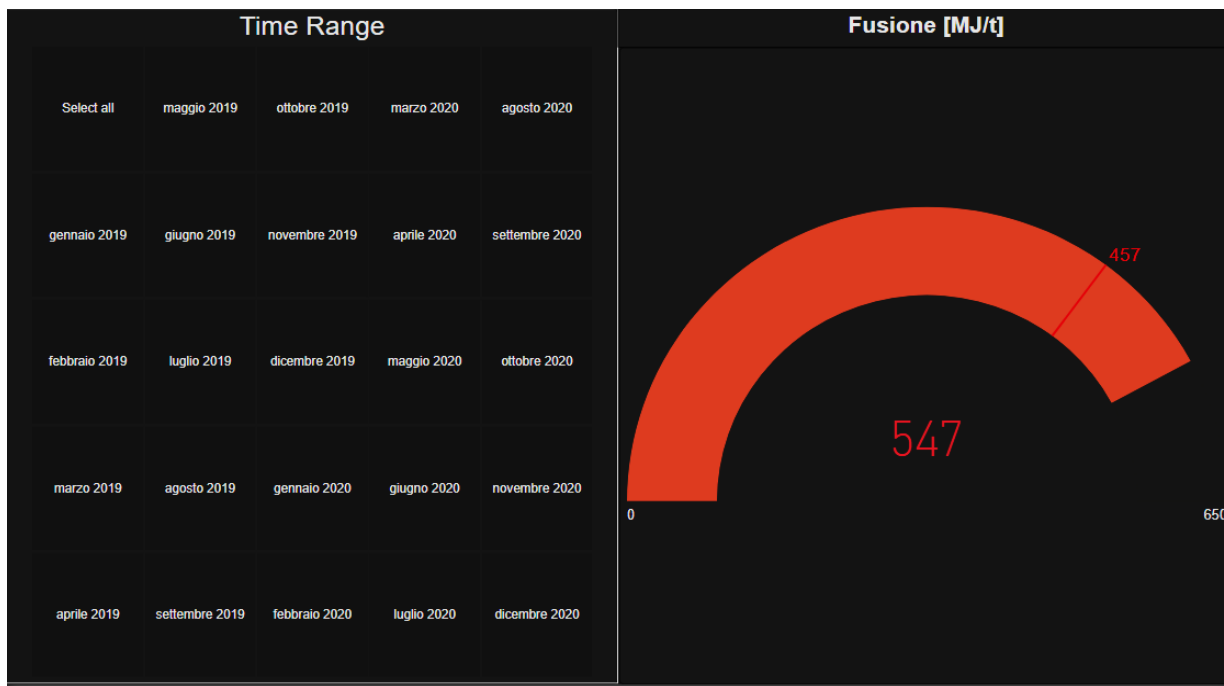 Time Range
Select all
maggio 2019
ottobre 2019
marzo 2020
agosto 2020
gennaio 2019
giugno 2019
novembre 2019
aprile 2020
settembre 2020
febbraio 2019
luglio 2019
dicembre 2019
maggio 2020
ottobre 2020
marzo 2019
agosto 2019
gennaio 2020
giugno 2020
novembre 2020
aprile 2019
settembre 2019
febbraio 2020
luglio 2020
dicembre 2020
Fusione [MJ/t]
457
547
0
650